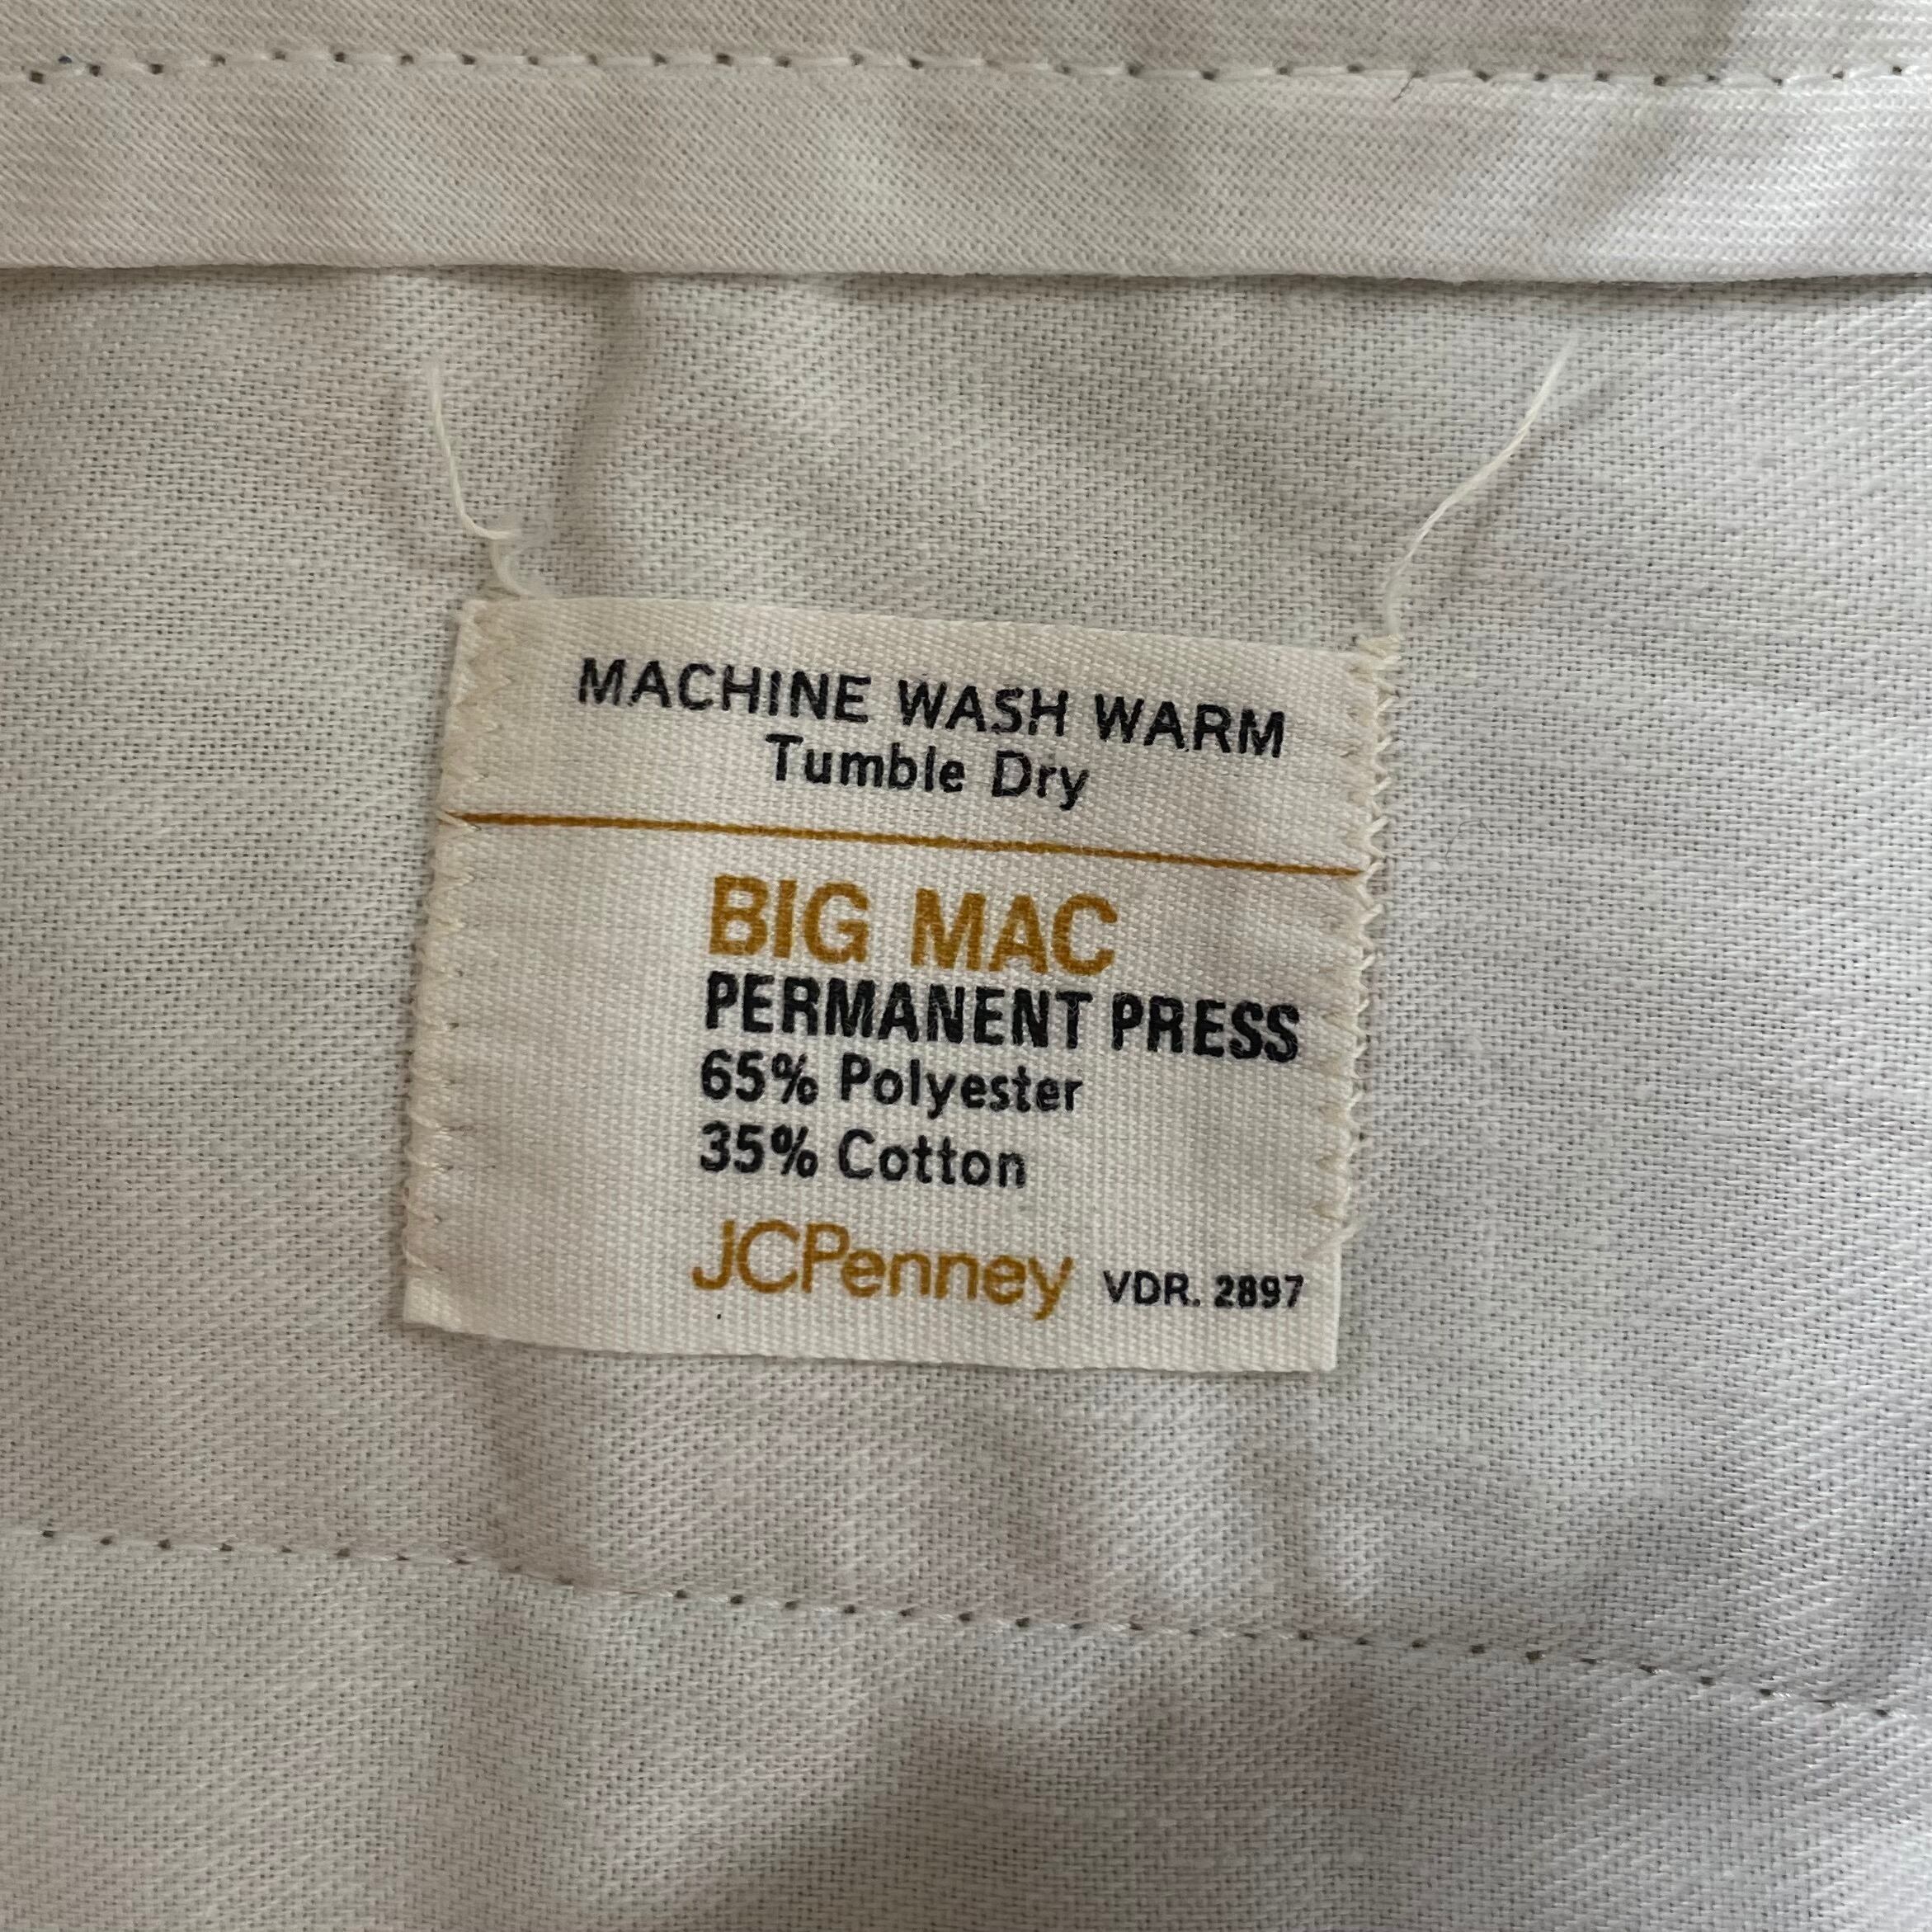 MACHINE WASH WARM
Tumble Dry
BIG MAC
PERMANENT PRESS
65% Polyester
35% Cotton
JCPenney VDR. 2897